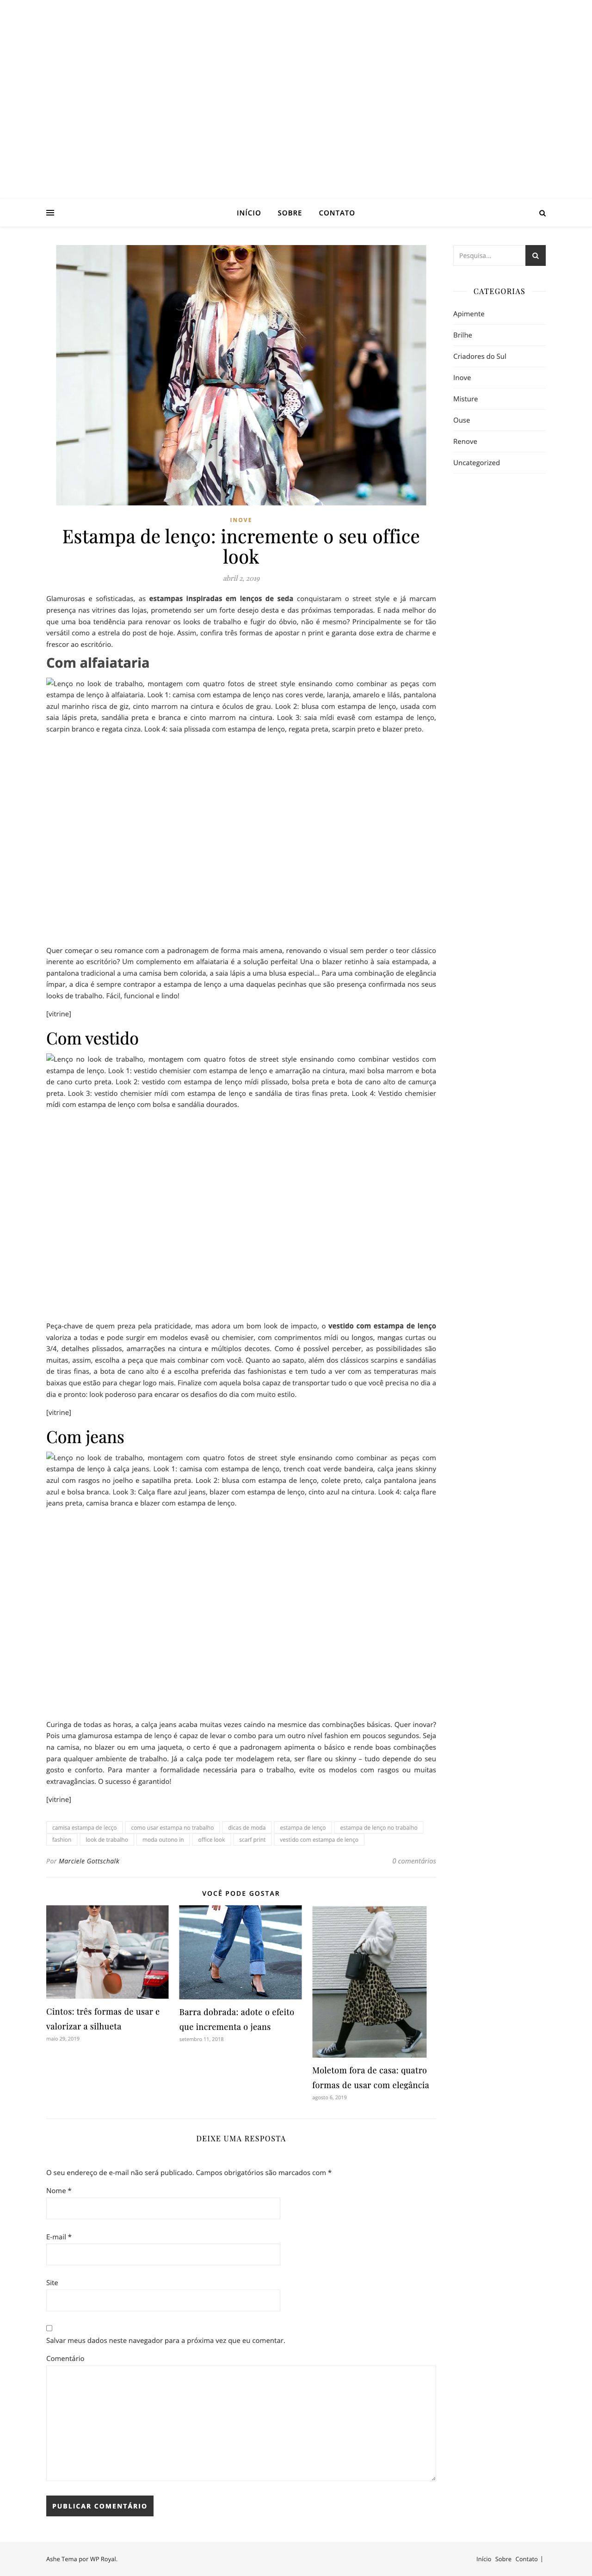 INÍCIO SOBRE CONTATO
Pesquisa...
CATEGORIAS
Apimente
Brilhe
Criadores do Sul
Inove
Misture
Ouse
Renove
Uncategorized
INOVE
Estampa de lenço: incremente o seu office
look
abril 2, 2019
Glamurosas e sofisticadas, as estampas inspiradas em lenços de seda conquistaram o street style e já marcam
presença nas vitrines das lojas, prometendo ser um forte desejo desta e das próximas temporadas. E nada melhor do
que uma boa tendência para renovar os looks de trabalho e fugir do óbvio, não é mesmo? Principalmente se for tão
versátil como a estrela do post de hoje. Assim, confira três formas de apostar n print e garanta dose extra de charme e
frescor ao escritório.
Com alfaiataria
Lenço no look de trabalho, montagem com quatro fotos de street style ensinando como combinar as peças com
estampa de lenço à alfaiataria. Look 1: camisa com estampa de lenço nas cores verde, laranja, amarelo e lilás, pantalona
azul marinho risca de giz, cinto marrom na cintura e óculos de grau. Look 2: blusa com estampa de lenço, usada com
saia lápis preta, sandália preta e branca e cinto marrom na cintura. Look 3: saia mídi evasê com estampa de lenço,
scarpin branco e regata cinza. Look 4: saia plissada com estampa de lenço, regata preta, scarpin preto e blazer preto.
Quer começar o seu romance com a padronagem de forma mais amena, renovando o visual sem perder o teor clássico
inerente ao escritório? Um complemento em alfaiataria é a solução perfeita! Una o blazer retinho à saia estampada, a
pantalona tradicional a uma camisa bem colorida, a saia lápis a uma blusa especial... Para uma combinação de elegância
ímpar, a dica é sempre contrapor a estampa de lenço a uma daquelas pecinhas que são presença confirmada nos seus
looks de trabalho. Fácil, funcional e lindo!
[vitrine]
Com vestido
Lenço no look de trabalho, montagem com quatro fotos de street style ensinando como combinar vestidos com
estampa de lenço. Look 1: vestido chemisier com estampa de lenço e amarração na cintura, maxi bolsa marrom e bota
de cano curto preta. Look 2: vestido com estampa de lenço mídi plissado, bolsa preta e bota de cano alto de camurça
preta. Look 3: vestido chemisier mídi com estampa de lenço e sandália de tiras finas preta. Look 4: Vestido chemisier
mídi com estampa de lenço com bolsa e sandália dourados.
Peça-chave de quem preza pela praticidade, mas adora um bom look de impacto, o vestido com estampa de lenço
valoriza a todas e pode surgir em modelos evasê ou chemisier, com comprimentos mídi ou longos, mangas curtas ou
3/4, detalhes plissados, amarrações na cintura e múltiplos decotes. Como é possível perceber, as possibilidades são
muitas, assim, escolha a peça que mais combinar com você. Quanto ao sapato, além dos clássicos scarpins e sandálias
de tiras finas, a bota de cano alto é a escolha preferida das fashionistas e tem tudo a ver com as temperaturas mais
baixas que estão para chegar logo mais. Finalize com aquela bolsa capaz de transportar tudo o que você precisa no dia a
dia e pronto: look poderoso para encarar os desafios do dia com muito estilo.
[vitrine]
Com jeans
Lenço no look de trabalho, montagem com quatro fotos de street style ensinando como combinar as peças com
estampa de lenço à calça jeans. Look 1: camisa com estampa de lenço, trench coat verde bandeira, calça jeans skinny
azul com rasgos no joelho e sapatilha preta. Look 2: blusa com estampa de lenço, colete preto, calça pantalona jeans
azul e bolsa branca. Look 3: Calça flare azul jeans, blazer com estampa de lenço, cinto azul na cintura. Look 4: calça flare
jeans preta, camisa branca e blazer com estampa de lenço.
Curinga de todas as horas, a calça jeans acaba muitas vezes caindo na mesmice das combinações básicas. Quer inovar?
Pois uma glamurosa estampa de lenço é capaz de levar o combo para um outro nível fashion em poucos segundos. Seja
na camisa, no blazer ou em uma jaqueta, o certo é que a padronagem apimenta o básico e rende boas combinações
para qualquer ambiente de trabalho. Já a calça pode ter modelagem reta, ser flare ou skinny – tudo depende do seu
gosto e conforto. Para manter a formalidade necessária para o trabalho, evite os modelos com rasgos ou muitas
extravagâncias. O sucesso é garantido!
[vitrine]
camisa estampa de lecço como usar estampa no trabalho dicas de moda estampa de lenço estampa de lenço no trabalho
fashion look de trabalho moda outono in office look scarf print vestido com estampa de lenço
Por Marciele Gottschalk 0 comentários
VOCÊ PODE GOSTAR
Cintos: três formas de usar e
valorizar a silhueta
maio 29, 2019
Barra dobrada: adote o efeito
que incrementa o jeans
setembro 11, 2018
Moletom fora de casa: quatro
formas de usar com elegância
agosto 6, 2019
DEIXE UMA RESPOSTA
O seu endereço de e-mail não será publicado. Campos obrigatórios são marcados com *
Nome *
E-mail *
Site
Salvar meus dados neste navegador para a próxima vez que eu comentar.
Comentário
PUBLICAR COMENTÁRIO
Ashe Tema por WP Royal.
Início Sobre Contato |